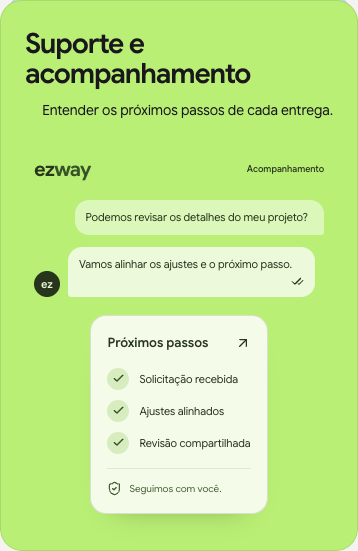 Suporte e
acompanhamento
Entender os próximos passos de cada entrega.
ezway
Acompanhamento
Podemos revisar os detalhes do meu projeto?
Vamos alinhar os ajustes e o próximo passo.
ez
Próximos passos
Solicitação recebida
Ajustes alinhados
Revisão compartilhada
Seguimos com você.